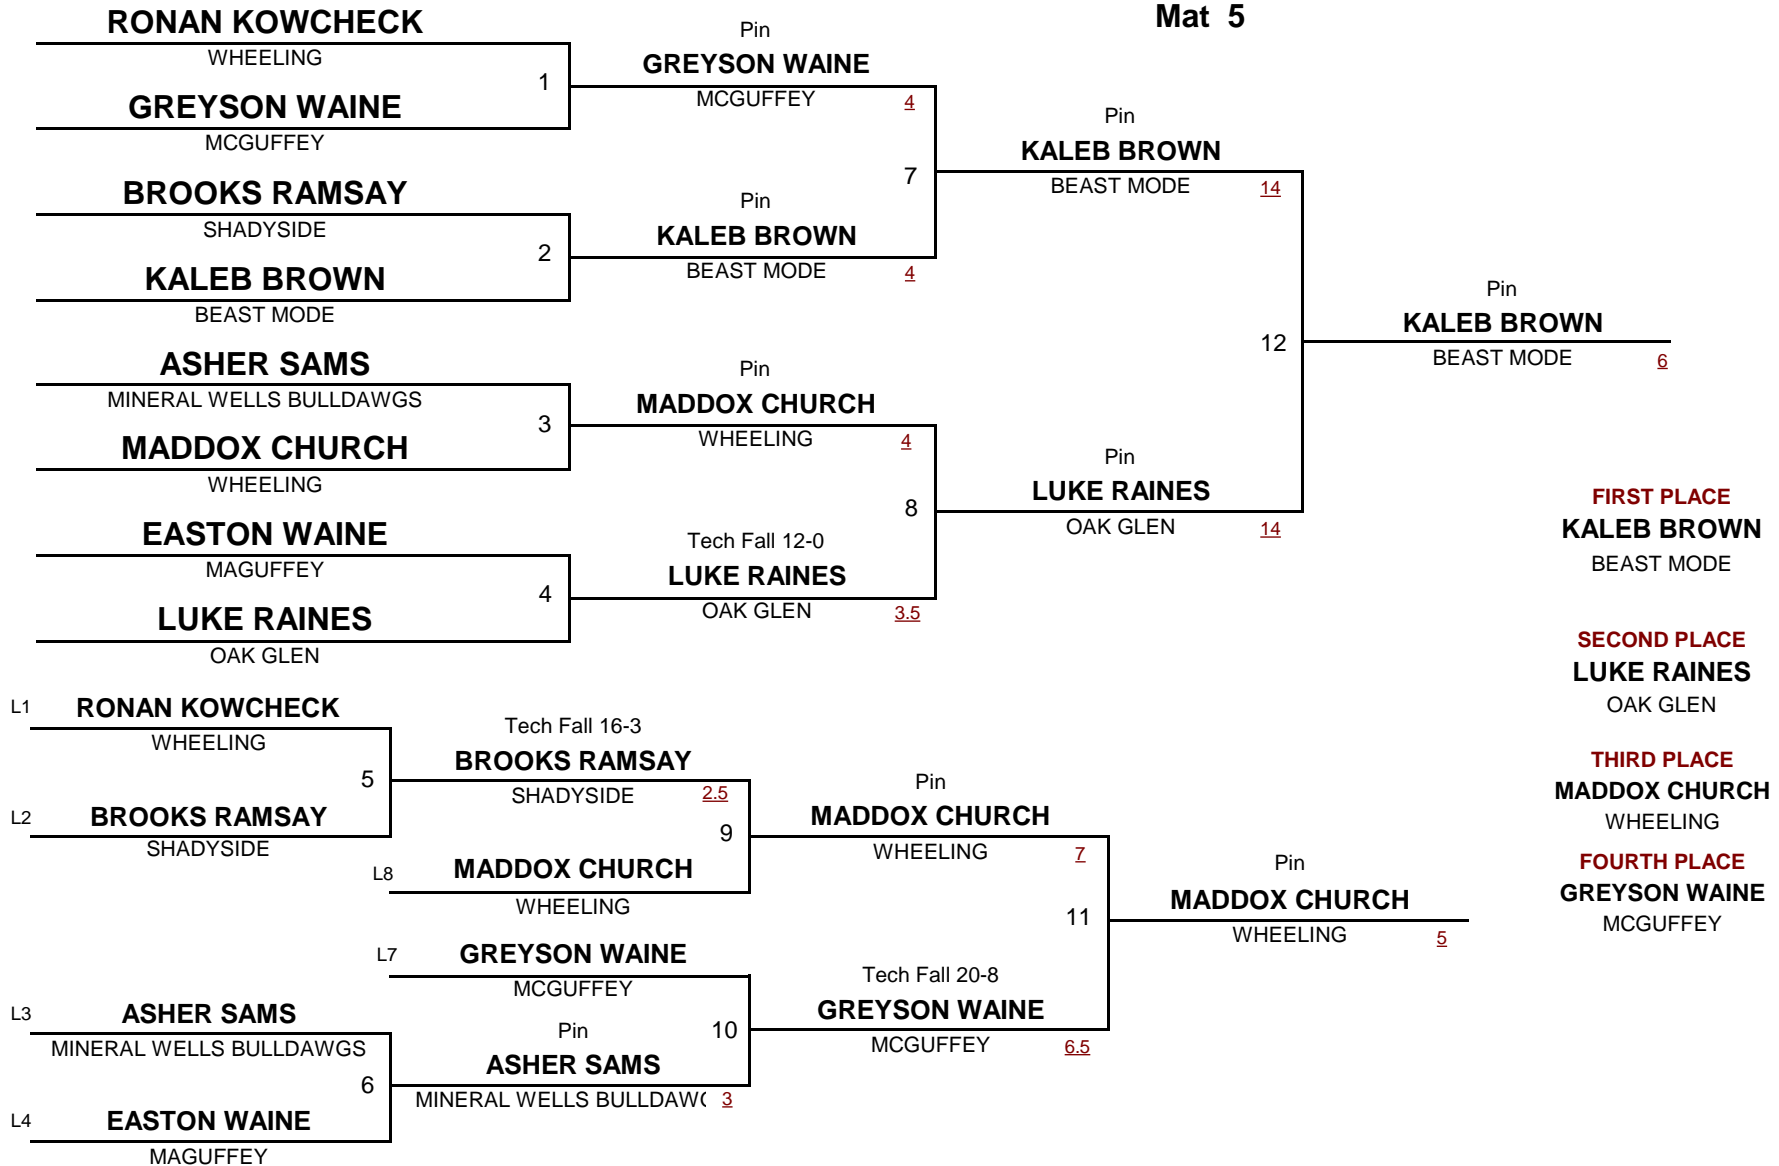 Mat 5
RONAN KOWCHECK
WHEELING
1
GREYSON WAINE
MCGUFFEY
BROOKS RAMSAY
SHADYSIDE
2
KALEB BROWN
BEAST MODE
ASHER SAMS
MINERAL WELLS BULLDAWGS
3
MADDOX CHURCH
WHEELING
EASTON WAINE
MAGUFFEY
4
LUKE RAINES
OAK GLEN
Pin
GREYSON WAINE
MCGUFFEY 4
7
Pin
KALEB BROWN
BEAST MODE 4
Pin
MADDOX CHURCH
WHEELING 4
8
Tech Fall 12-0
LUKE RAINES
OAK GLEN 3.5
Pin
KALEB BROWN
BEAST MODE 14
12
Pin
LUKE RAINES
OAK GLEN 14
Pin
KALEB BROWN
BEAST MODE 6
FIRST PLACE
KALEB BROWN
BEAST MODE
SECOND PLACE
LUKE RAINES
OAK GLEN
THIRD PLACE
MADDOX CHURCH
WHEELING
FOURTH PLACE
GREYSON WAINE
MCGUFFEY
L1 RONAN KOWCHECK
WHEELING
5
L2 BROOKS RAMSAY
SHADYSIDE
Tech Fall 16-3
BROOKS RAMSAY
SHADYSIDE 2.5
9
L8 MADDOX CHURCH
WHEELING
L7 GREYSON WAINE
MCGUFFEY
10
L3 ASHER SAMS
MINERAL WELLS BULLDAWGS
6
L4 EASTON WAINE
MAGUFFEY
Pin
ASHER SAMS
MINERAL WELLS BULLDAW 3
Pin
MADDOX CHURCH
WHEELING 7
11
Tech Fall 20-8
GREYSON WAINE
MCGUFFEY 6.5
Pin
MADDOX CHURCH
WHEELING 5